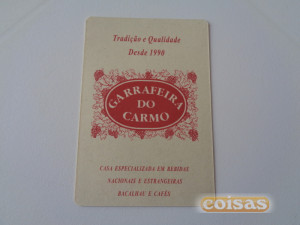 Tradição e Qualidade
Desde 1990
GARRAFEIRA
DO
CARMO
CASA ESPECIALIZADA EM BEBIDAS
NACIONAIS E ESTRANGEIRAS
BACALHAU E CAFÉS
coisas